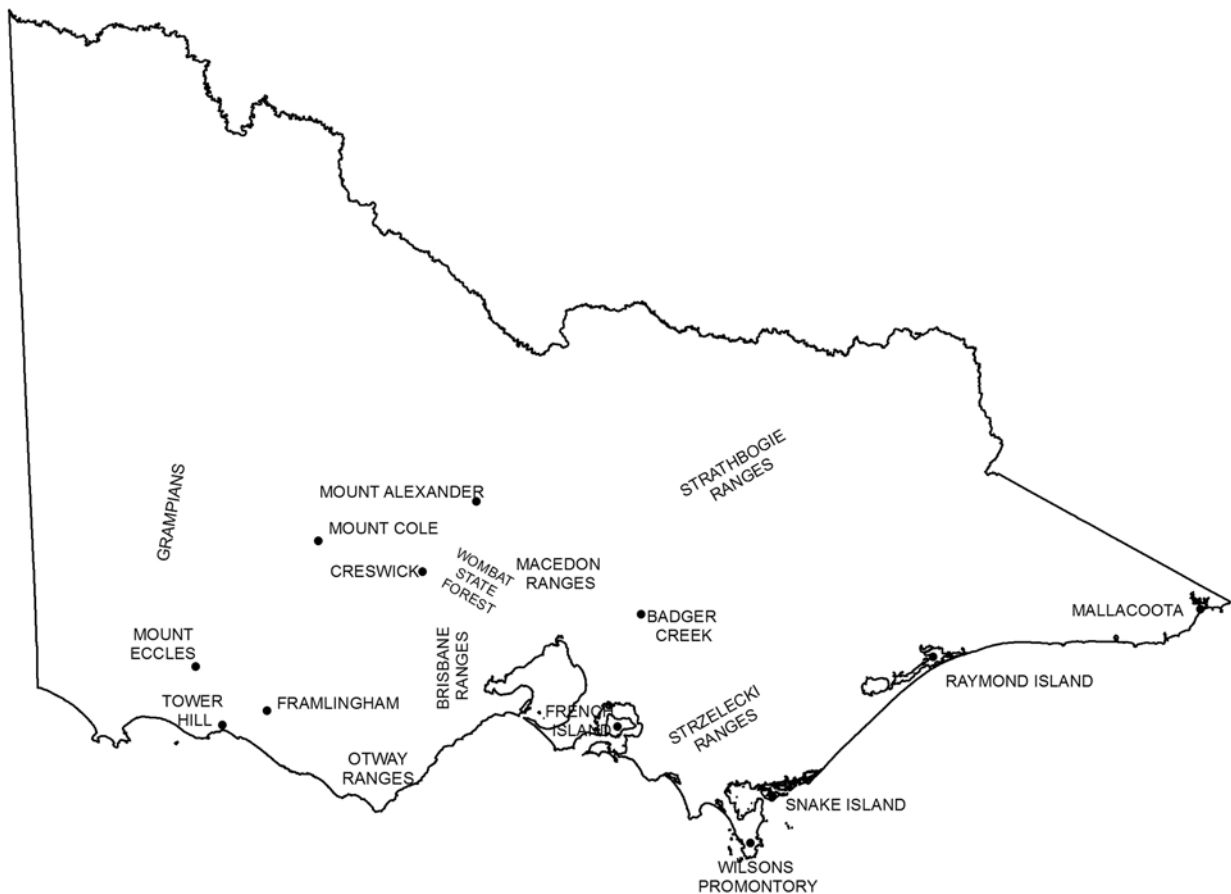 STRATHBOGIE
RANGES
GRAMPIANS
MOUNT ALEXANDER
MOUNT COLE
CRESWICK
WOMBAT
STATE
FOREST
MACEDON
RANGES
BADGER
CREEK
MALLACOOTA
MOUNT
ECCLES
BRISBANE
RANGES
RAYMOND ISLAND
TOWER
HILL
FRAMLINGHAM
FRENCH
ISLAND
STRZELECKI
RANGES
OTWAY
RANGES
SNAKE ISLAND
WILSONS
PROMONTORY